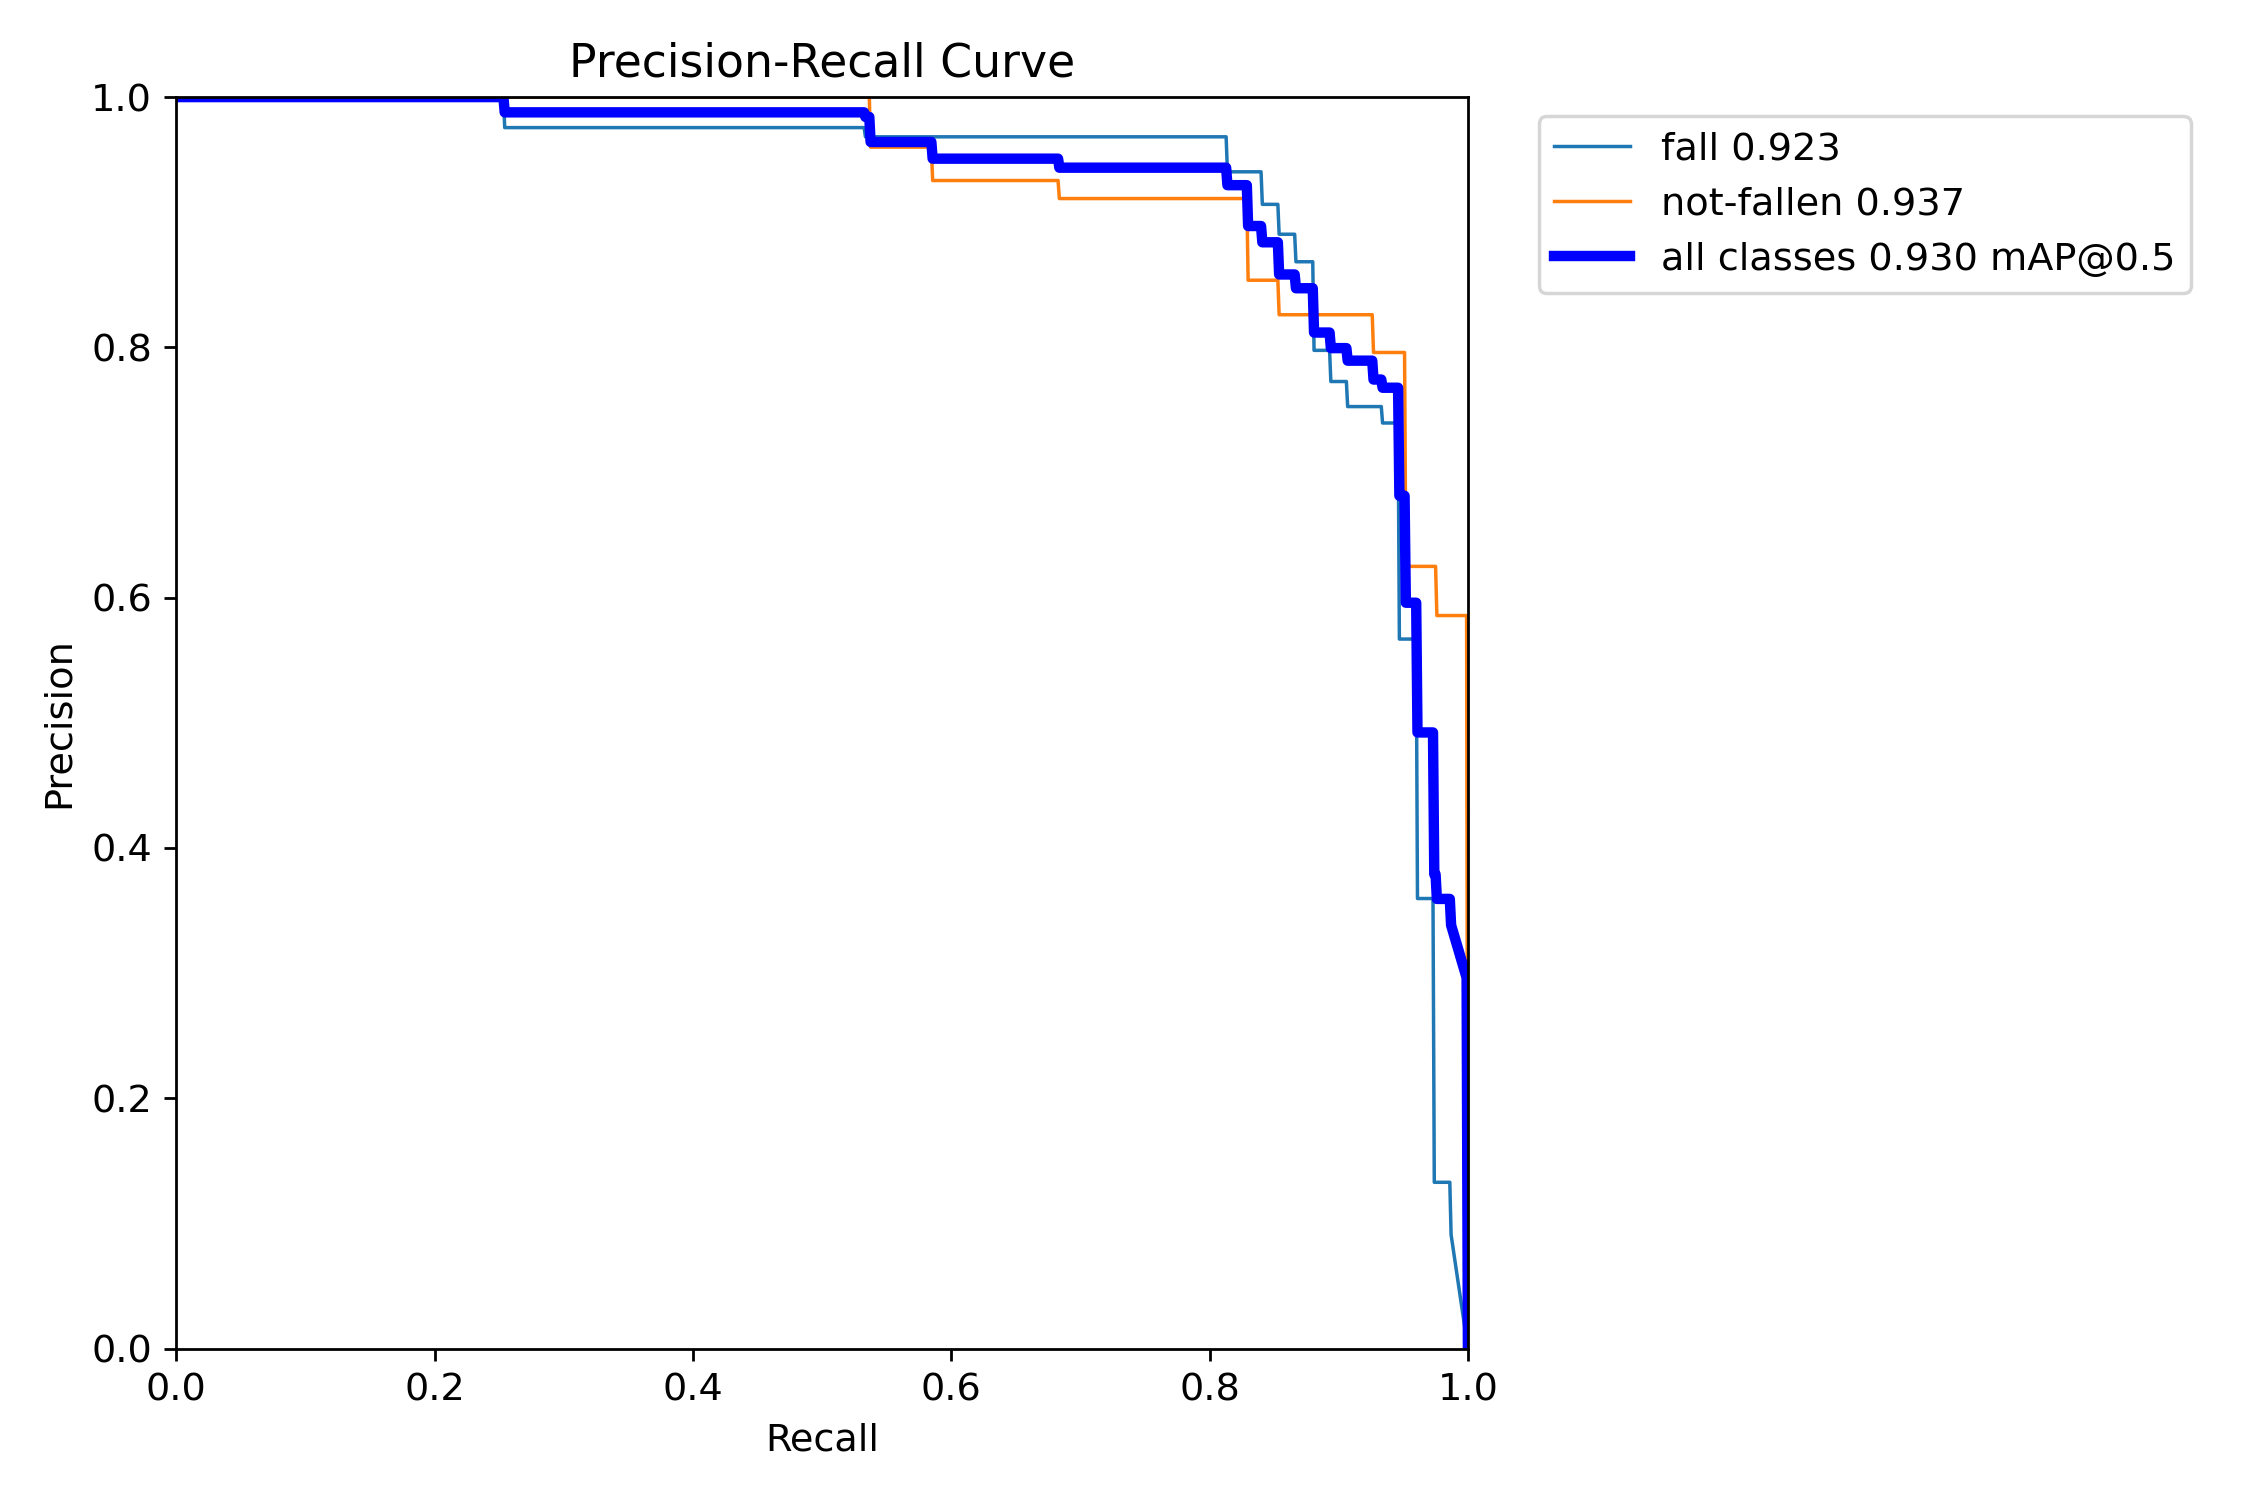 Precision-Recall Curve
fall 0.923
not-fallen 0.937
all classes 0.930 mAP@0.5
Precision
1.0
0.8
0.6
0.4
0.2
0.0
0.0 0.2 0.4 0.6 0.8 1.0
Recall